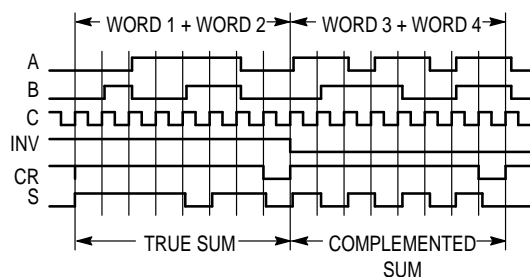 WORD 1 + WORD 2 WORD 3 + WORD 4
A
B
C
INV
CR
S
TRUE SUM COMPLEMENTED
SUM